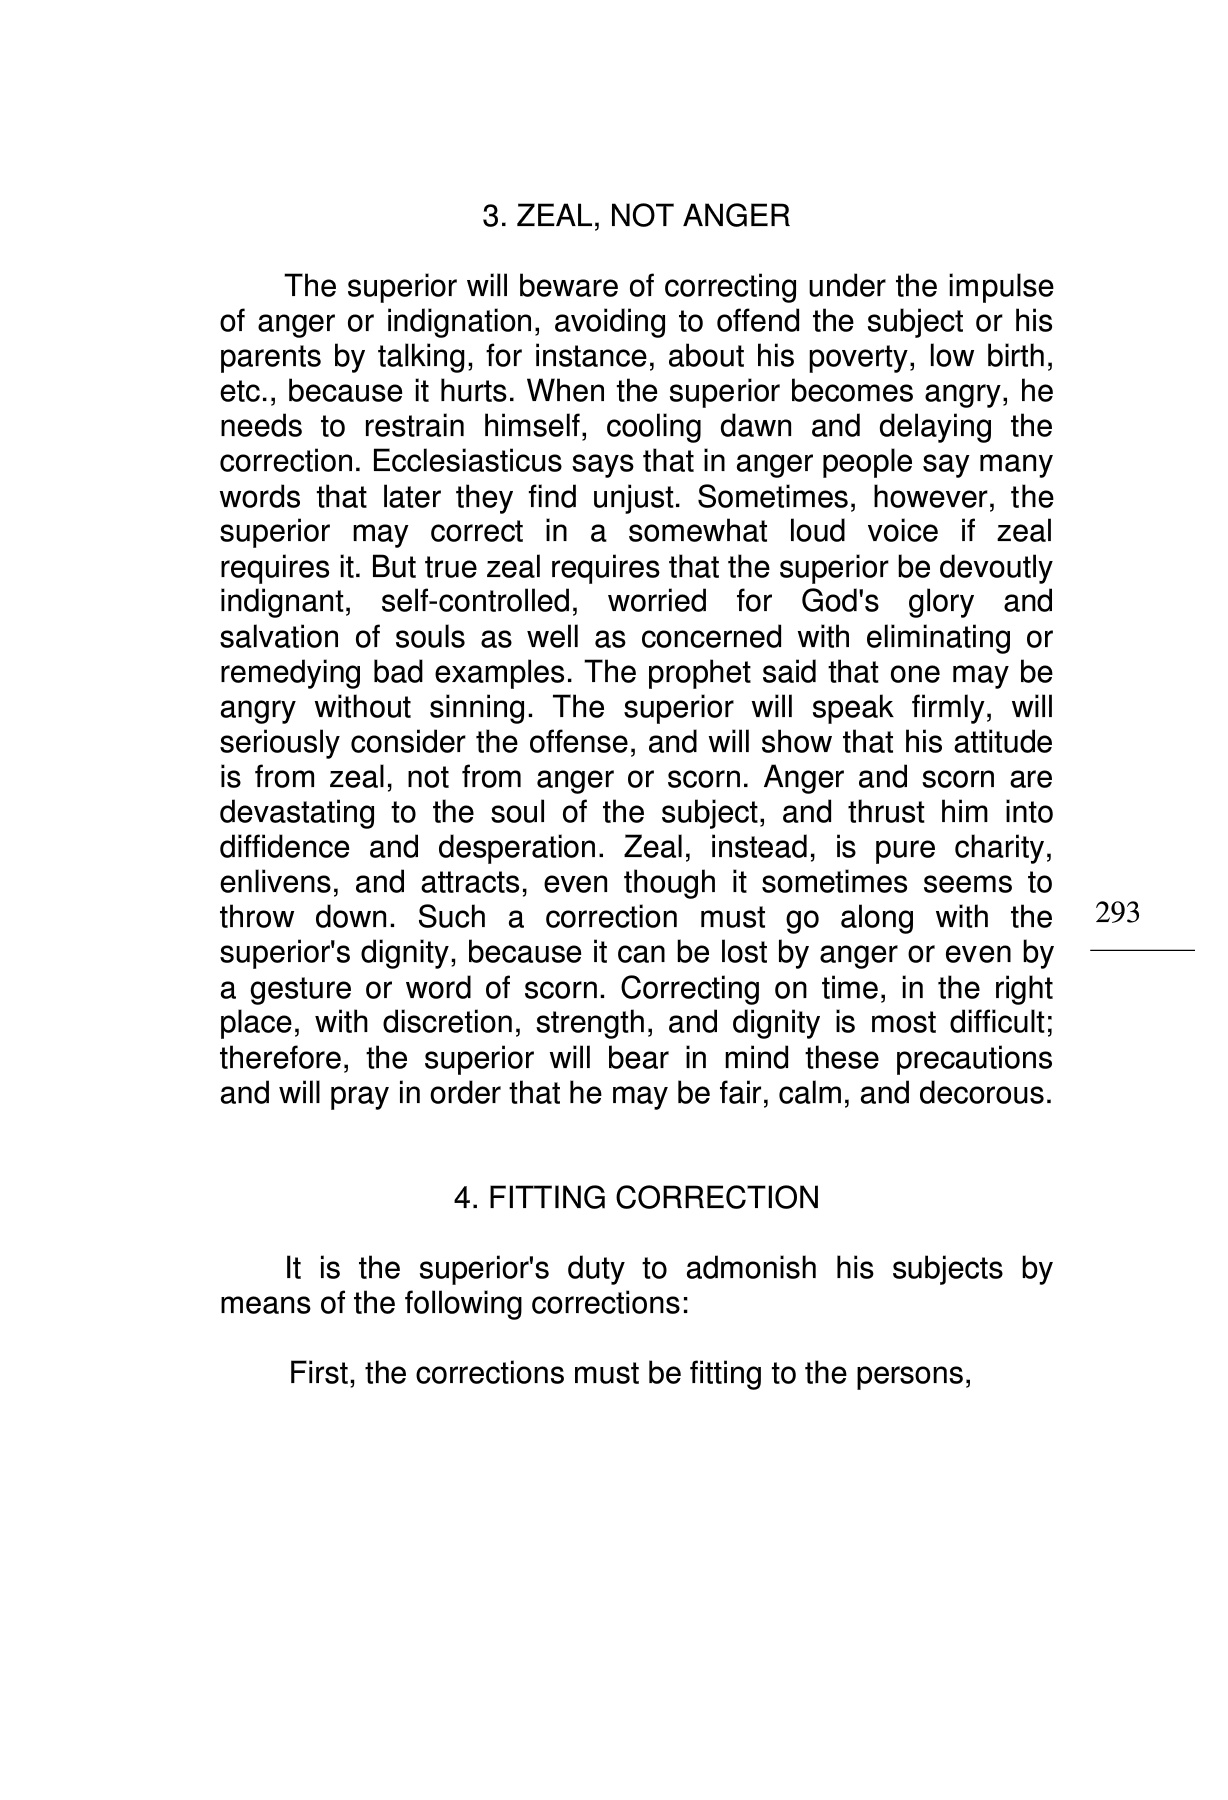 3. ZEAL, NOT ANGER
The superior will beware of correcting under the impulse
of anger or indignation, avoiding to offend the subject or his
parents by talking, for instance, about his poverty, low birth,
etc., because it hurts. When the superior becomes angry, he
needs to restrain himself, cooling dawn and delaying the
correction. Ecclesiasticus says that in anger people say many
words that later they find unjust. Sometimes, however, the
superior may correct in a somewhat loud voice if zeal
requires it. But true zeal requires that the superior be devoutly
indignant, self-controlled, worried for God's glory and
salvation of souls as well as concerned with eliminating or
remedying bad examples. The prophet said that one may be
angry without sinning. The superior will speak firmly, will
seriously consider the offense, and will show that his attitude
is from zeal, not from anger or scorn. Anger and scorn are
devastating to the soul of the subject, and thrust him into
diffidence and desperation. Zeal, instead, is pure charity,
enlivens, and attracts, even though it sometimes seems to
throw down. Such a correction must go along with the
superior's dignity, because it can be lost by anger or even by
a gesture or word of scorn. Correcting on time, in the right
place, with discretion, strength, and dignity is most difficult;
therefore, the superior will bear in mind these precautions
and will pray in order that he may be fair, calm, and decorous.
293
4. FITTING CORRECTION
It is the superior's duty to admonish his subjects by
means of the following corrections:
First, the corrections must be fitting to the persons,